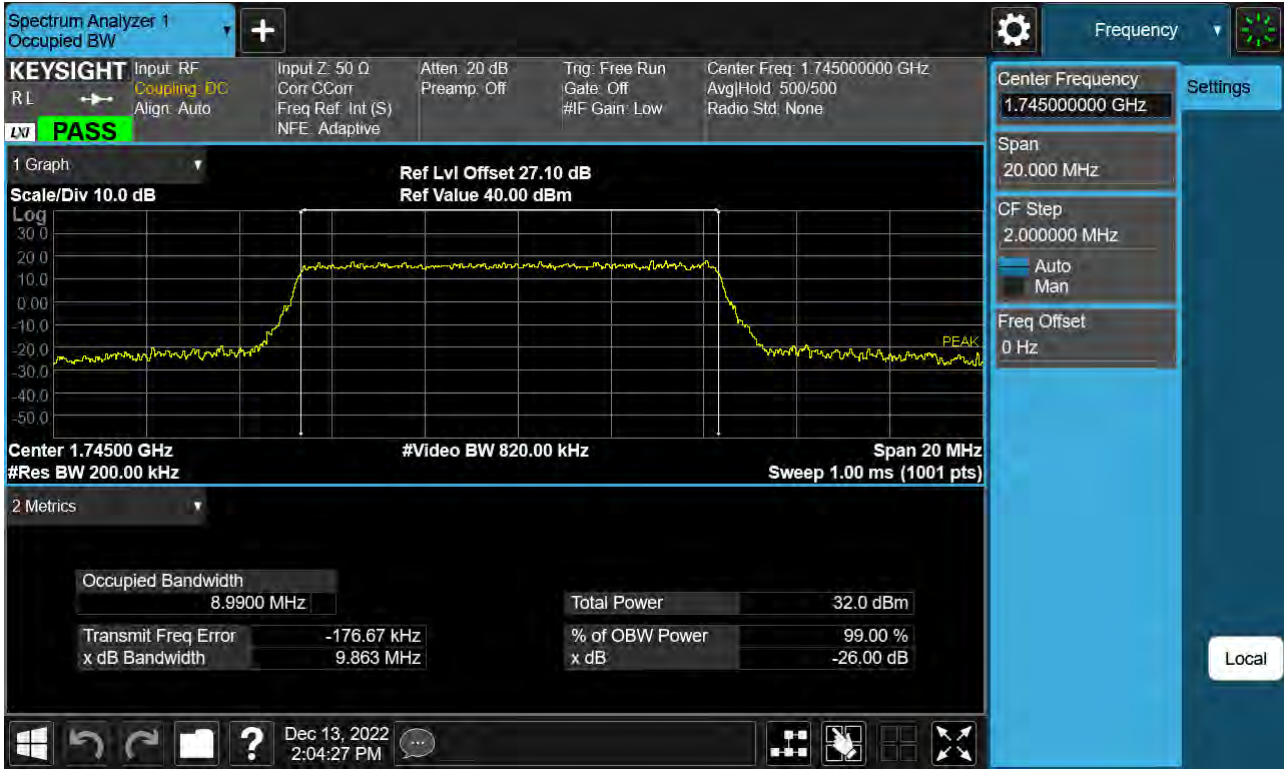 Spectrum Analyzer 1
Occupied BW
+
Frequency
KEYSIGHT
RL
LXI
PASS
Input: RF
Coupling: DC
Align: Auto
Input Z: 50 Ω
Corr CCorr
Freq Ref: Int (S)
NFE: Adaptive
Atten: 20 dB
Preamp: Off
Trig: Free Run
Gate: Off
#IF Gain: Low
Center Freq: 1.745000000 GHz
Avg|Hold: 500/500
Radio Std: None
Center Frequency
1.745000000 GHz
Settings
Span
20.000 MHz
CF Step
2.000000 MHz
Auto
Man
Freq Offset
0 Hz
Local
1 Graph
Scale/Div 10.0 dB
Ref Lvl Offset 27.10 dB
Ref Value 40.00 dBm
Log
30.0
20.0
10.0
0.00
-10.0
-20.0
-30.0
-40.0
-50.0
PEAK
Center 1.74500 GHz
#Video BW 820.00 kHz
Span 20 MHz
#Res BW 200.00 kHz
Sweep 1.00 ms (1001 pts)
2 Metrics
Occupied Bandwidth
8.9900 MHz
Total Power 32.0 dBm
Transmit Freq Error -176.67 kHz
% of OBW Power 99.00 %
x dB Bandwidth 9.863 MHz
x dB -26.00 dB
?
Dec 13, 2022
2:04:27 PM